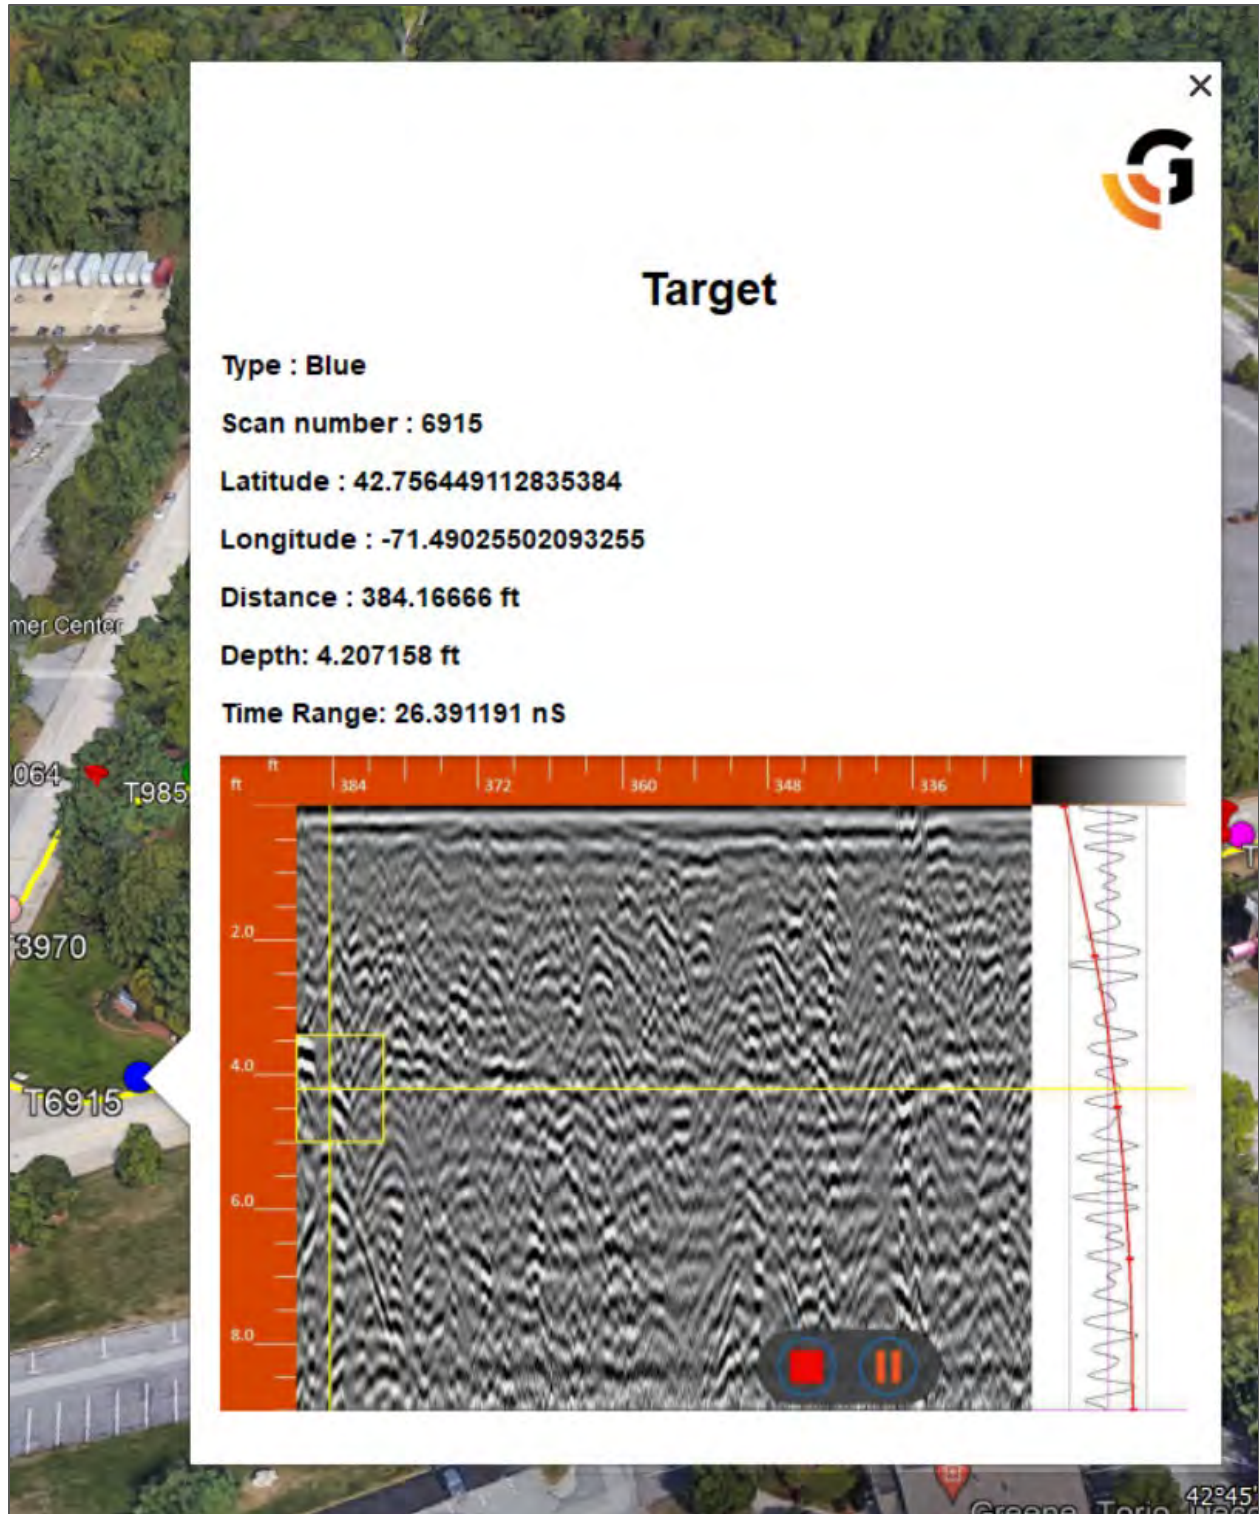 Target
Type : Blue
Scan number : 6915
Latitude : 42.756449112835384
Longitude : -71.49025502093255
Distance : 384.16666 ft
Depth: 4.207158 ft
Time Range: 26.391191 nS
mer Center
064
T985
3970
T6915
T
ft
ft
384
372
360
348
336
2.0
4.0
6.0
8.0
42°45'